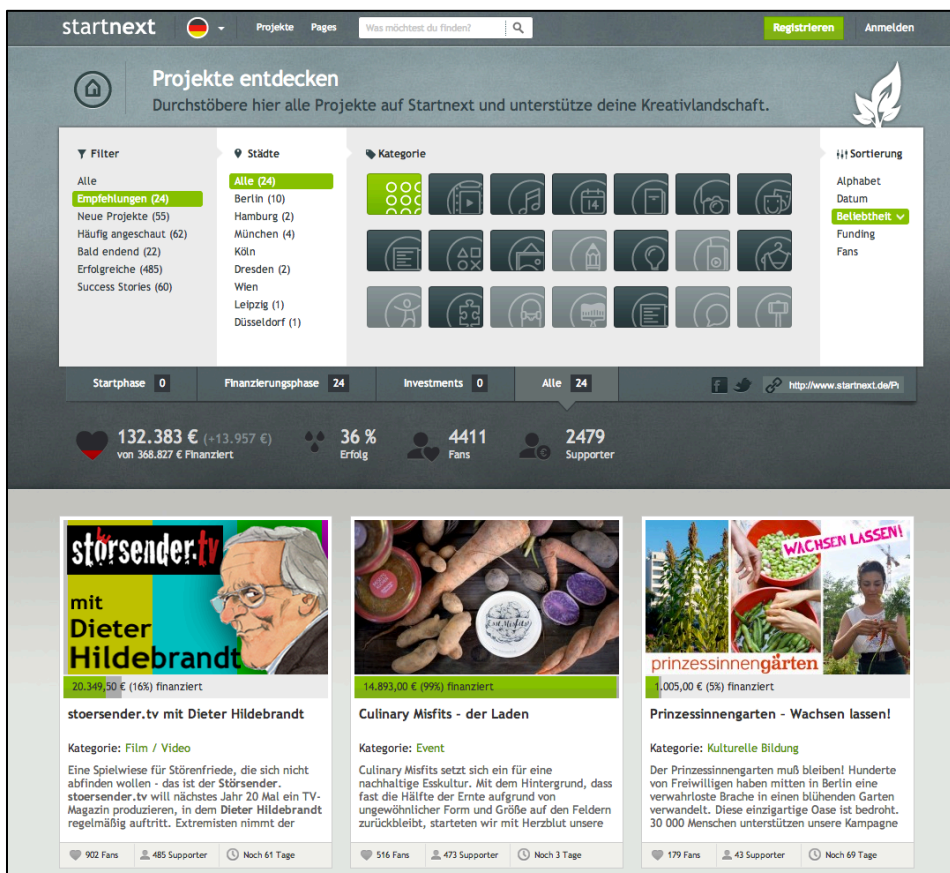 startnext
Projekte Pages
Was möchtest du finden?
Registrieren Anmelden
Projekte entdecken
Durchstöbere hier alle Projekte auf Startnext und unterstütze deine Kreativlandschaft.
Filter
Alle
Empfehlungen (24)
Neue Projekte (55)
Häufig angeschaut (62)
Bald endend (22)
Erfolgreiche (485)
Success Stories (60)
Städte
Alle (24)
Berlin (10)
Hamburg (2)
München (4)
Köln
Dresden (2)
Wien
Leipzig (1)
Düsseldorf (1)
Kategorie
14
Sortierung
Alphabet
Datum
Beliebtheit
Funding
Fans
Startphase 0 Finanzierungsphase 24 Investments 0 Alle 24
http://www.startnext.de/Pr
132.383 € (+13.957 €)
von 368.827 € Finanziert
36 %
Erfolg
4411
Fans
2479
Supporter
störsender.tv
mit
Dieter
Hildebrandt
20.349,50 € (16%) finanziert
stoersender.tv mit Dieter Hildebrandt
Kategorie: Film / Video
Eine Spielwiese für Störenfriede, die sich nicht
abfinden wollen - das ist der Störsender.
stoersender.tv will nächstes Jahr 20 Mal ein TV-
Magazin produzieren, in dem Dieter Hildebrandt
regelmäßig auftritt. Extremisten nimmt der
902 Fans 485 Supporter Noch 61 Tage
Culinary Misfits
14.893,00 € (99%) finanziert
Culinary Misfits - der Laden
Kategorie: Event
Culinary Misfits setzt sich ein für eine
nachhaltige Esskultur. Mit dem Hintergrund, dass
fast die Hälfte der Ernte aufgrund von
ungewöhnlicher Form und Größe auf den Feldern
zurückbleibt, starteten wir mit Herzblut unsere
516 Fans 473 Supporter Noch 3 Tage
WACHSEN LASSEN!
prinzessinnengärten
1.005,00 € (5%) finanziert
Prinzessinnengarten - Wachsen lassen!
Kategorie: Kulturelle Bildung
Der Prinzessinnengarten muß bleiben! Hunderte
von Freiwilligen haben mitten in Berlin eine
verwahrloste Brache in einen blühenden Garten
verwandelt. Diese einzigartige Oase ist bedroht.
30 000 Menschen unterstützen unsere Kampagne
179 Fans 43 Supporter Noch 69 Tage